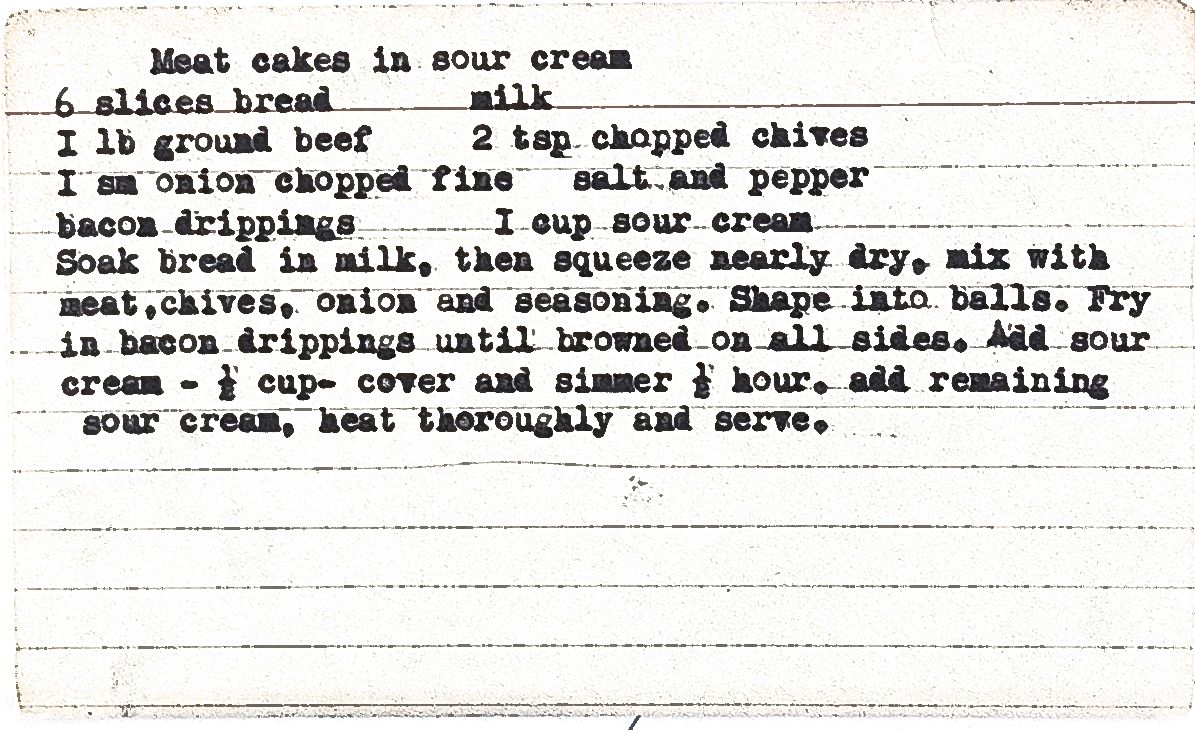 Meat cakes in sour cream
6 slices bread milk
I lb ground beef 2 tsp chopped chives
I sm onion chopped fine salt and pepper
bacon drippings I cup sour cream
Soak bread in milk, then squeeze nearly dry, mix with
meat,chives, onion and seasoning. Shape into balls. Fry
in bacon drippings until browned on all sides. Add sour
cream - ½ cup- cover and simmer ½ hour. add remaining
sour cream, heat thoroughly and serve.